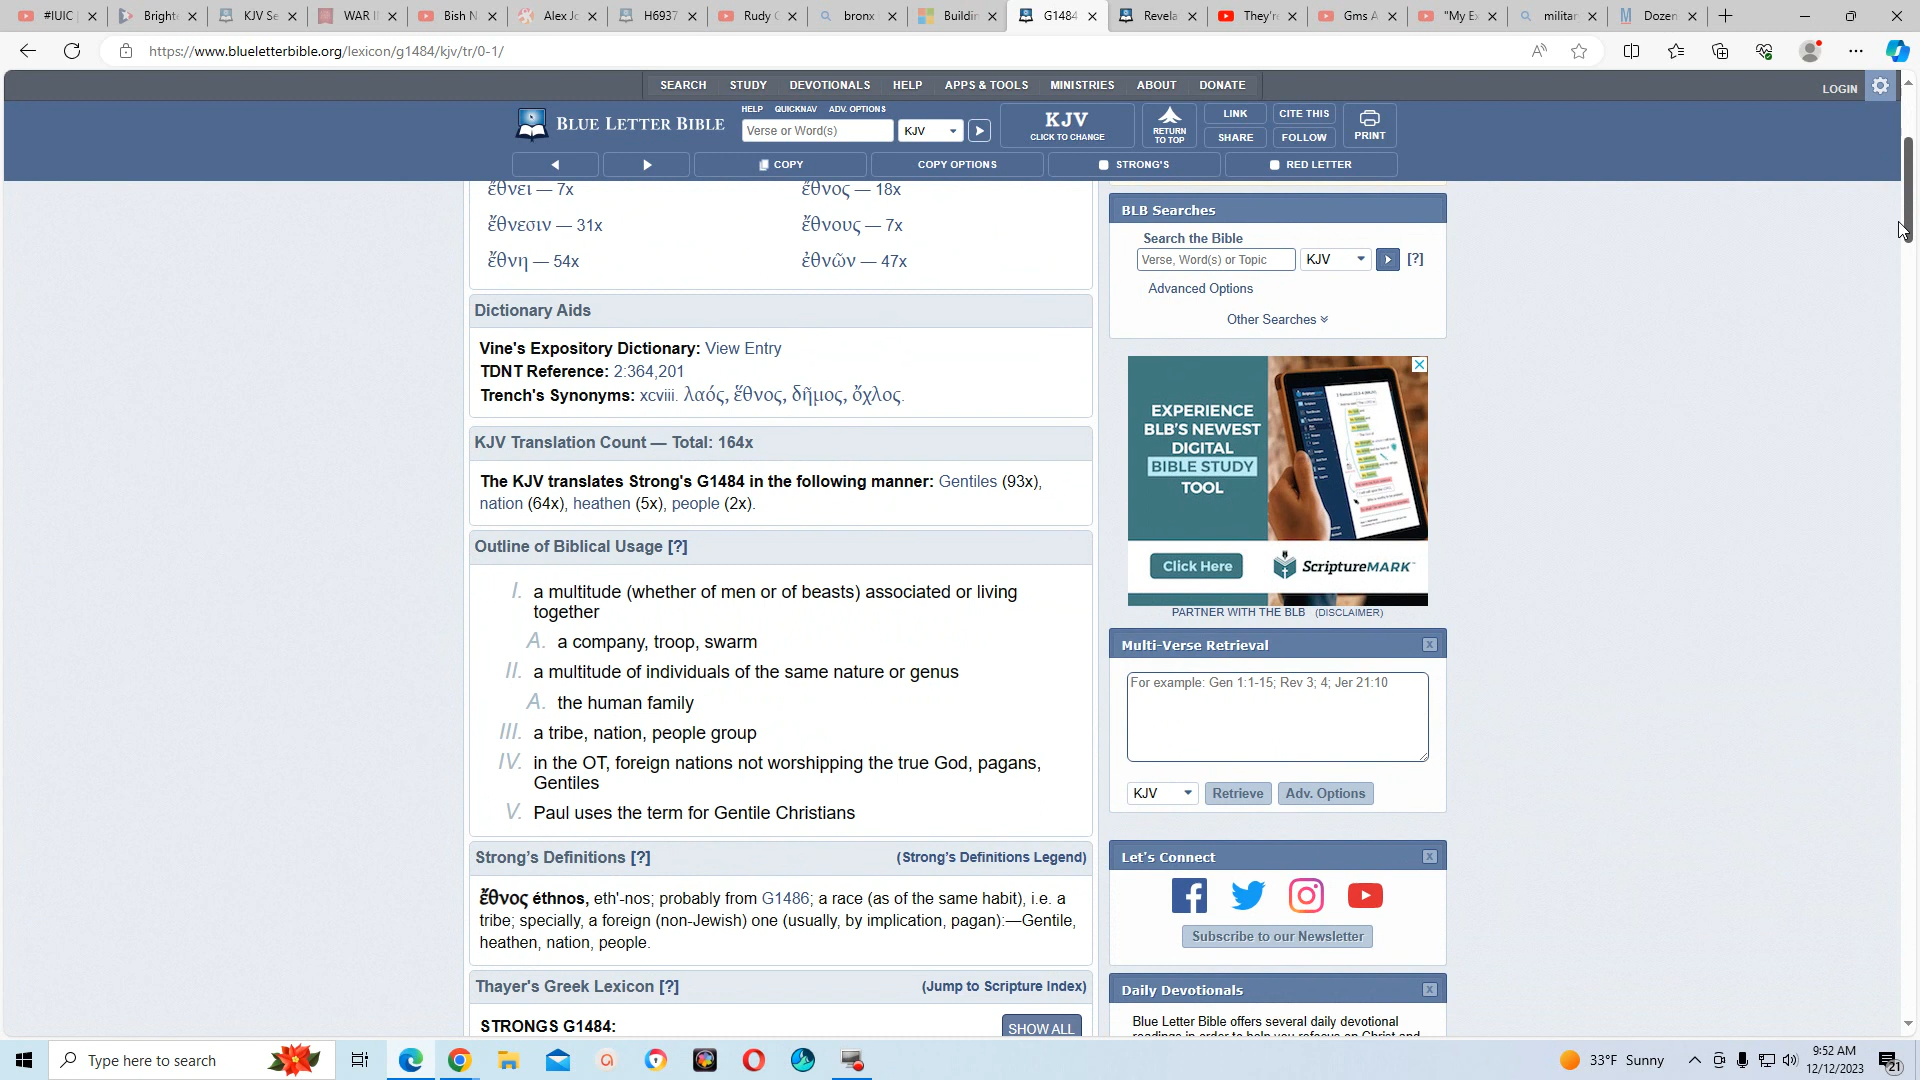 #IUIC
Bright
KJV Se
WAR I
Bish N
Alex Jo
H6937
Rudy G
bronx
Buildin
G1484
Revela
They're
Gms A
"My Ex
militar
Dozen
https://www.blueletterbible.org/lexicon/g1484/kjv/tr/0-1/
SEARCH STUDY DEVOTIONALS HELP APPS & TOOLS MINISTRIES ABOUT DONATE
LOGIN
BLUE LETTER BIBLE
HELP QUICKNAV ADV. OPTIONS
Verse or Word(s) KJV
KJV
CLICK TO CHANGE
RETURN
TO TOP
LINK CITE THIS
SHARE FOLLOW
PRINT
COPY COPY OPTIONS STRONG'S RED LETTER
ἔθνει — 7x ἔθνος — 18x
ἔθνεσιν — 31x ἔθνους — 7x
ἔθνη — 54x ἐθνῶν — 47x
Dictionary Aids
Vine's Expository Dictionary: View Entry
TDNT Reference: 2:364,201
Trench's Synonyms: xcviii. λαός, ἔθνος, δῆμος, ὄχλος.
KJV Translation Count — Total: 164x
The KJV translates Strong's G1484 in the following manner: Gentiles (93x),
nation (64x), heathen (5x), people (2x).
Outline of Biblical Usage [?]
I. a multitude (whether of men or of beasts) associated or living
together
A. a company, troop, swarm
II. a multitude of individuals of the same nature or genus
A. the human family
III. a tribe, nation, people group
IV. in the OT, foreign nations not worshipping the true God, pagans,
Gentiles
V. Paul uses the term for Gentile Christians
Strong's Definitions [?] (Strong's Definitions Legend)
ἔθνος éthnos, eth'-nos; probably from G1486; a race (as of the same habit), i.e. a
tribe; specially, a foreign (non-Jewish) one (usually, by implication, pagan):—Gentile,
heathen, nation, people.
Thayer's Greek Lexicon [?] (Jump to Scripture Index)
STRONGS G1484: SHOW ALL
BLB Searches
Search the Bible
Verse, Word(s) or Topic KJV [?]
Advanced Options
Other Searches
EXPERIENCE
BLB'S NEWEST
DIGITAL
BIBLE STUDY
TOOL
Click Here SCRIPTUREMARK
PARTNER WITH THE BLB (DISCLAIMER)
Multi-Verse Retrieval x
For example: Gen 1:1-15; Rev 3; 4; Jer 21:10
KJV Retrieve Adv. Options
Let's Connect x
Subscribe to our Newsletter
Daily Devotionals x
Blue Letter Bible offers several daily devotional
readings in order to help you refocus on Christ and
Type here to search
33°F Sunny
9:52 AM
12/12/2023
21